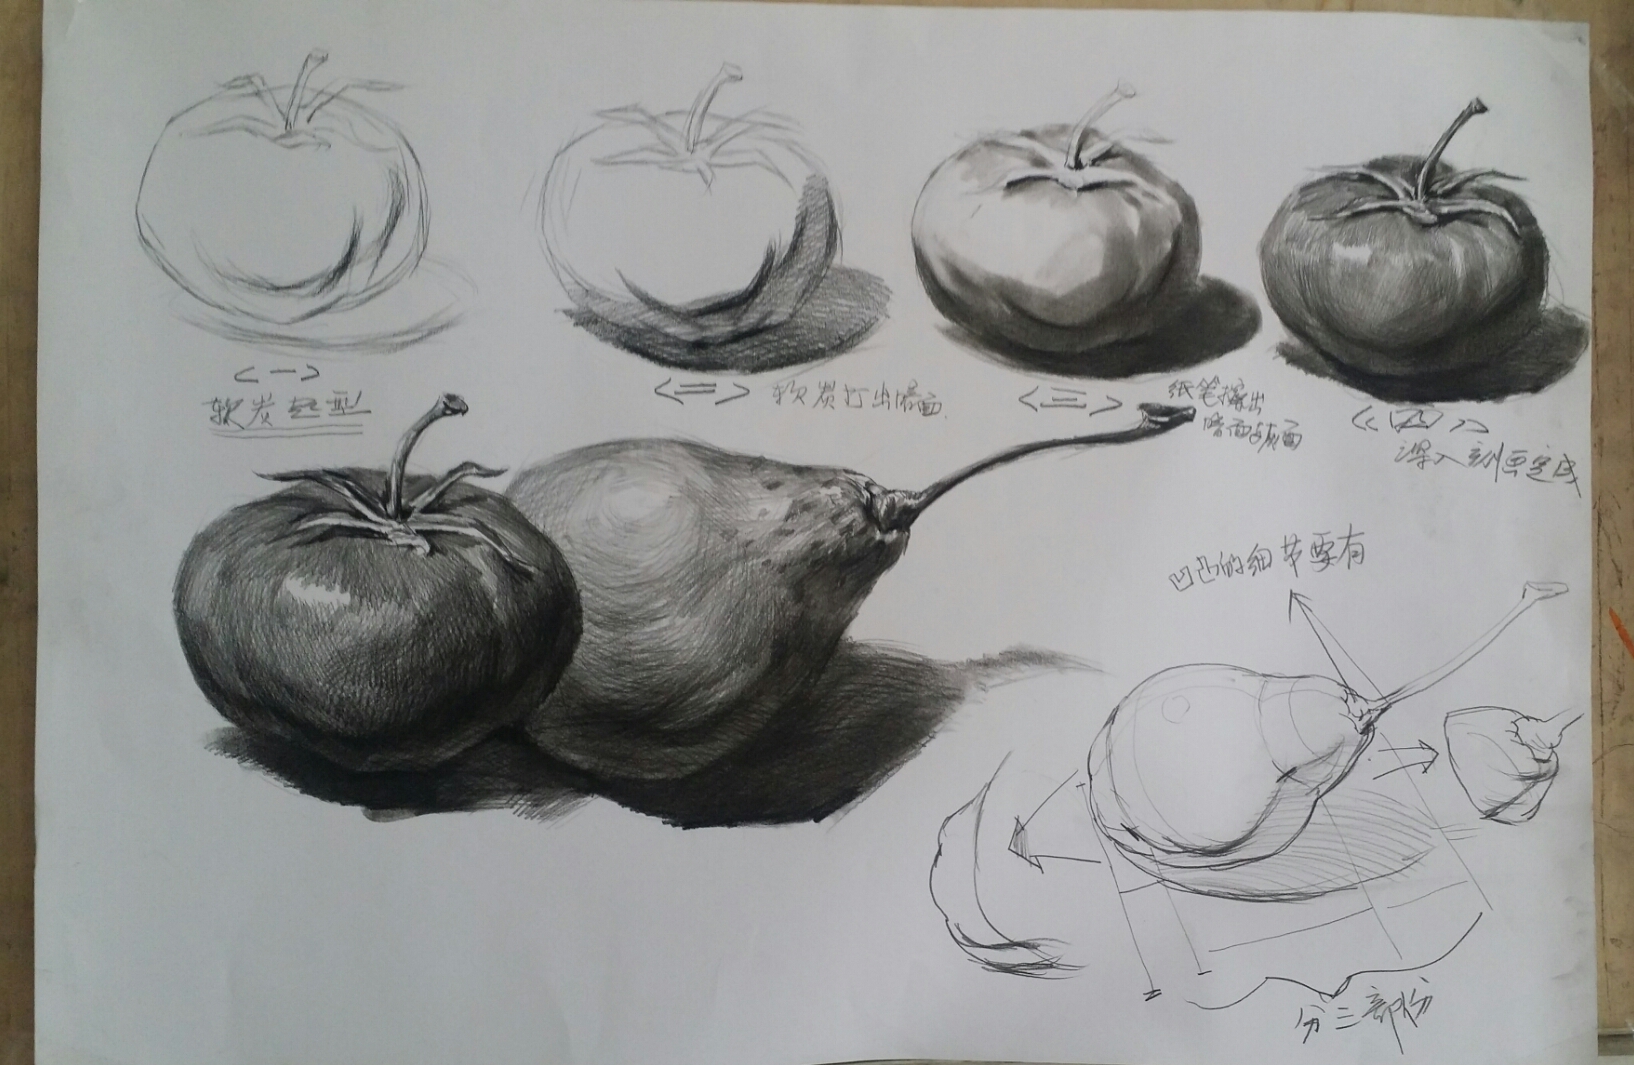 <一>
软炭起型
<二> 软炭打出暗面
<三> 纸笔擦出
暗面与灰面
<四>
深入刻画完成
凹凸的细节要有
分三部份